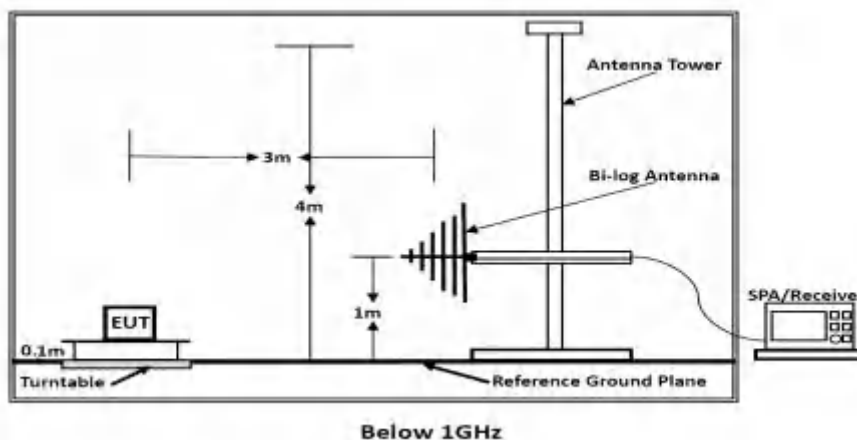 Antenna Tower
3m
Bi-log Antenna
4m
1m
SPA/Receive
EUT
0.1m
Turntable
Reference Ground Plane
Below 1GHz